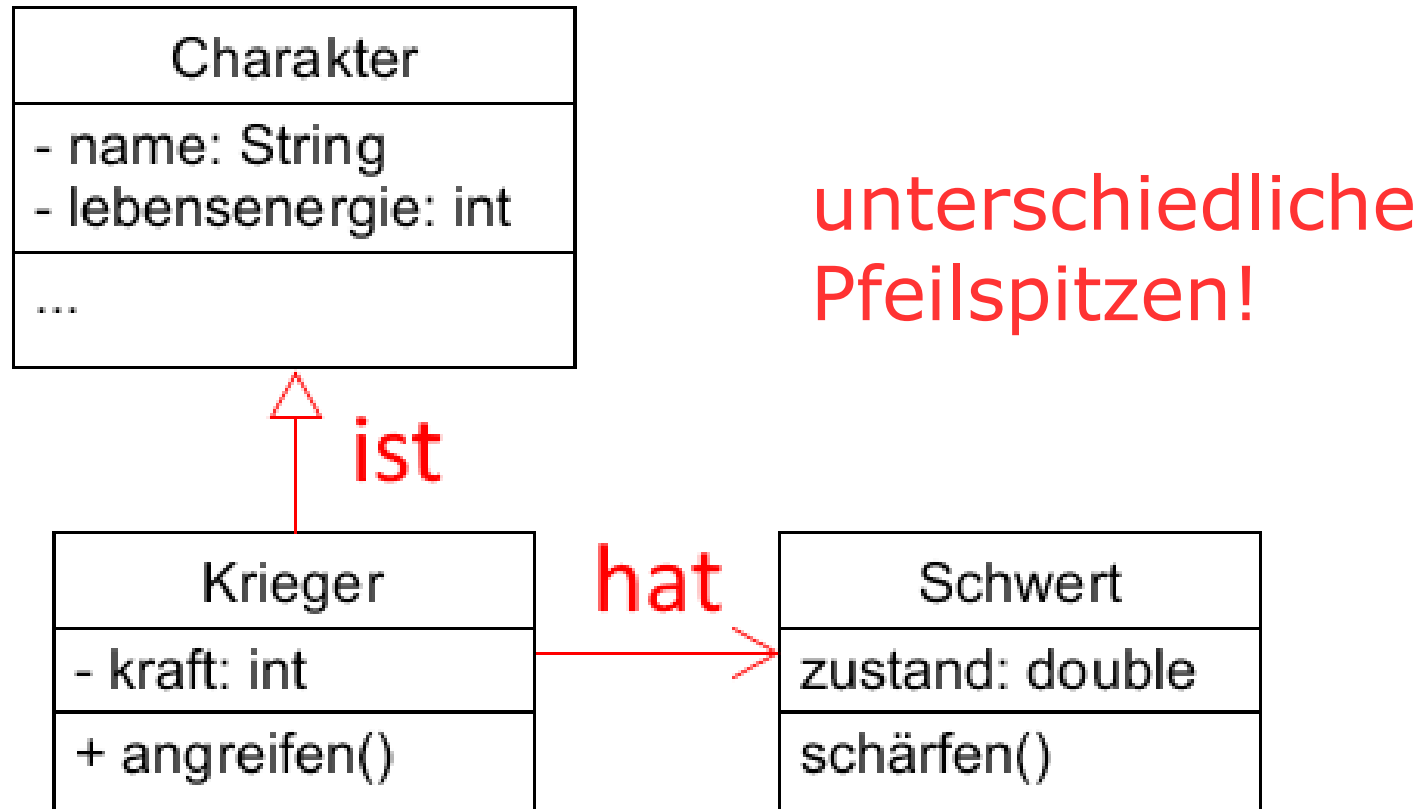 Charakter
- name: String
- lebensenergie: int
...
unterschiedliche
Pfeilspitzen!
ist
Krieger
- kraft: int
+ angreifen()
hat
Schwert
zustand: double
schärfen()